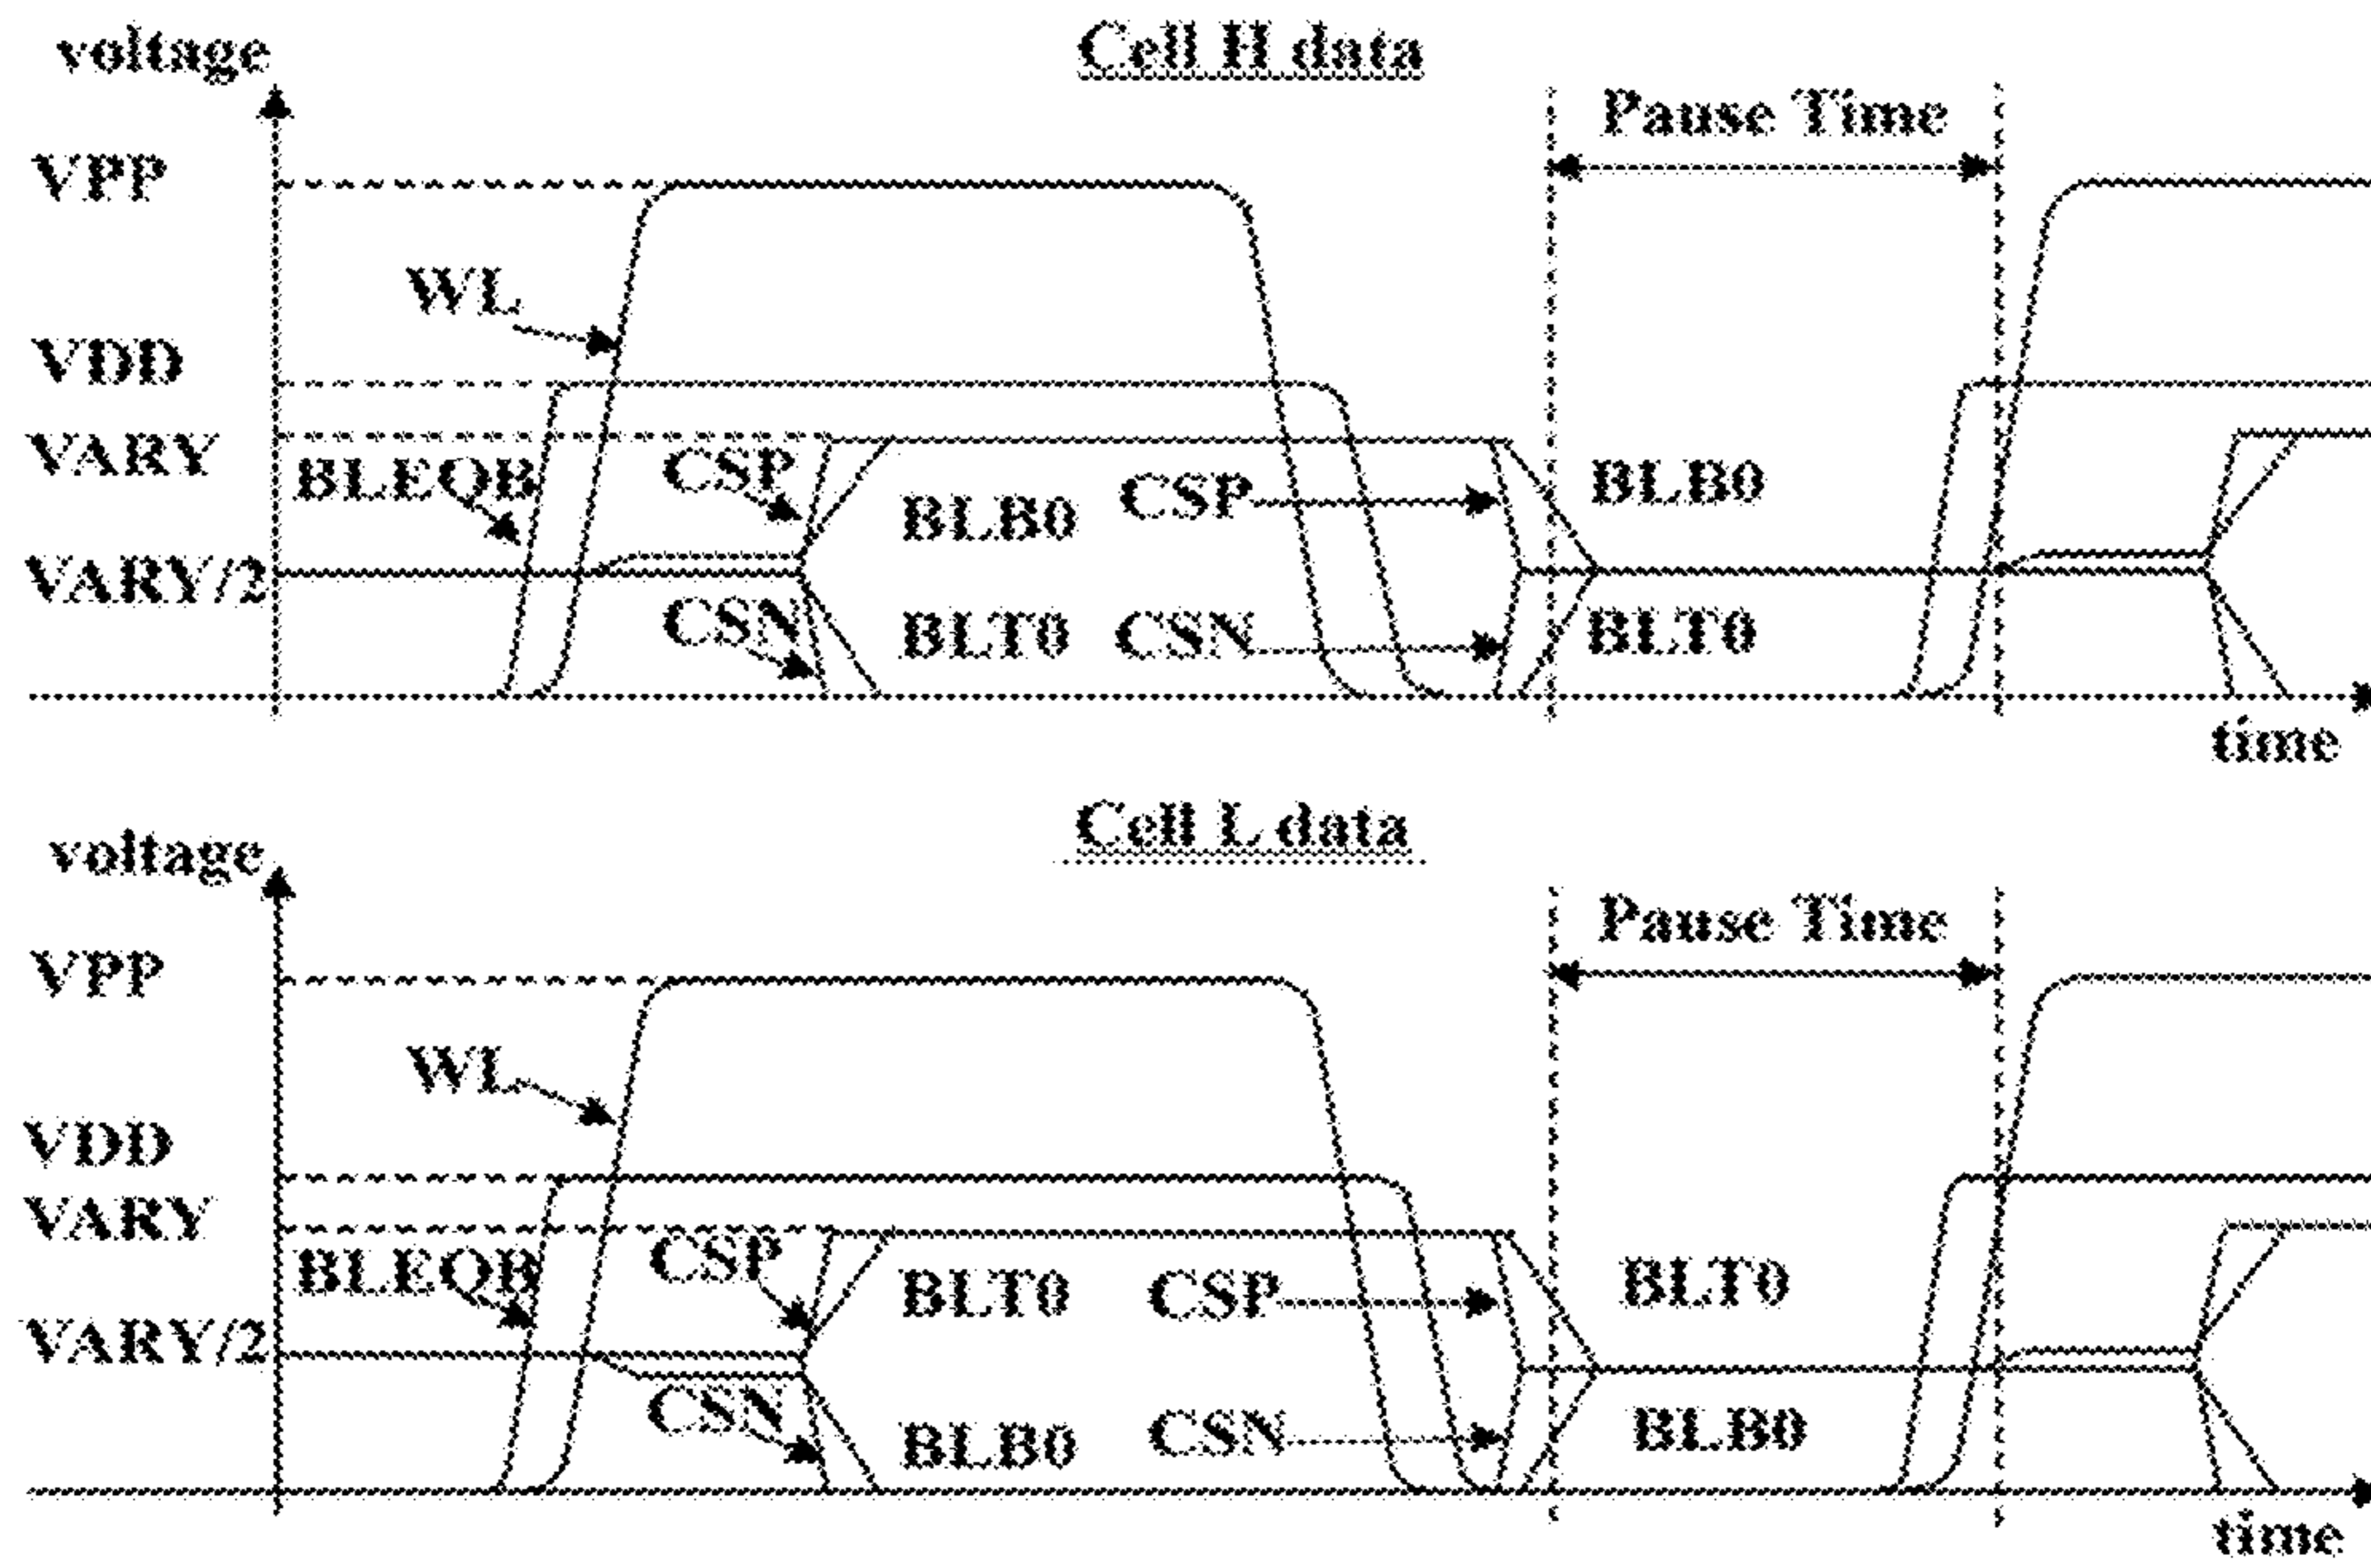 voltage
Cell H data
Pause Time
VPP
WL
VDD
VARY
BLEQB
CSP
BLB0
CSP
BLB0
VARY/2
CSN
BLT0
CSN
BLT0
time
Cell L data
voltage
Pause Time
VPP
WL
VDD
VARY
BLEQB
CSP
BLT0
CSP
BLT0
VARY/2
CSN
BLB0
CSN
BLB0
time